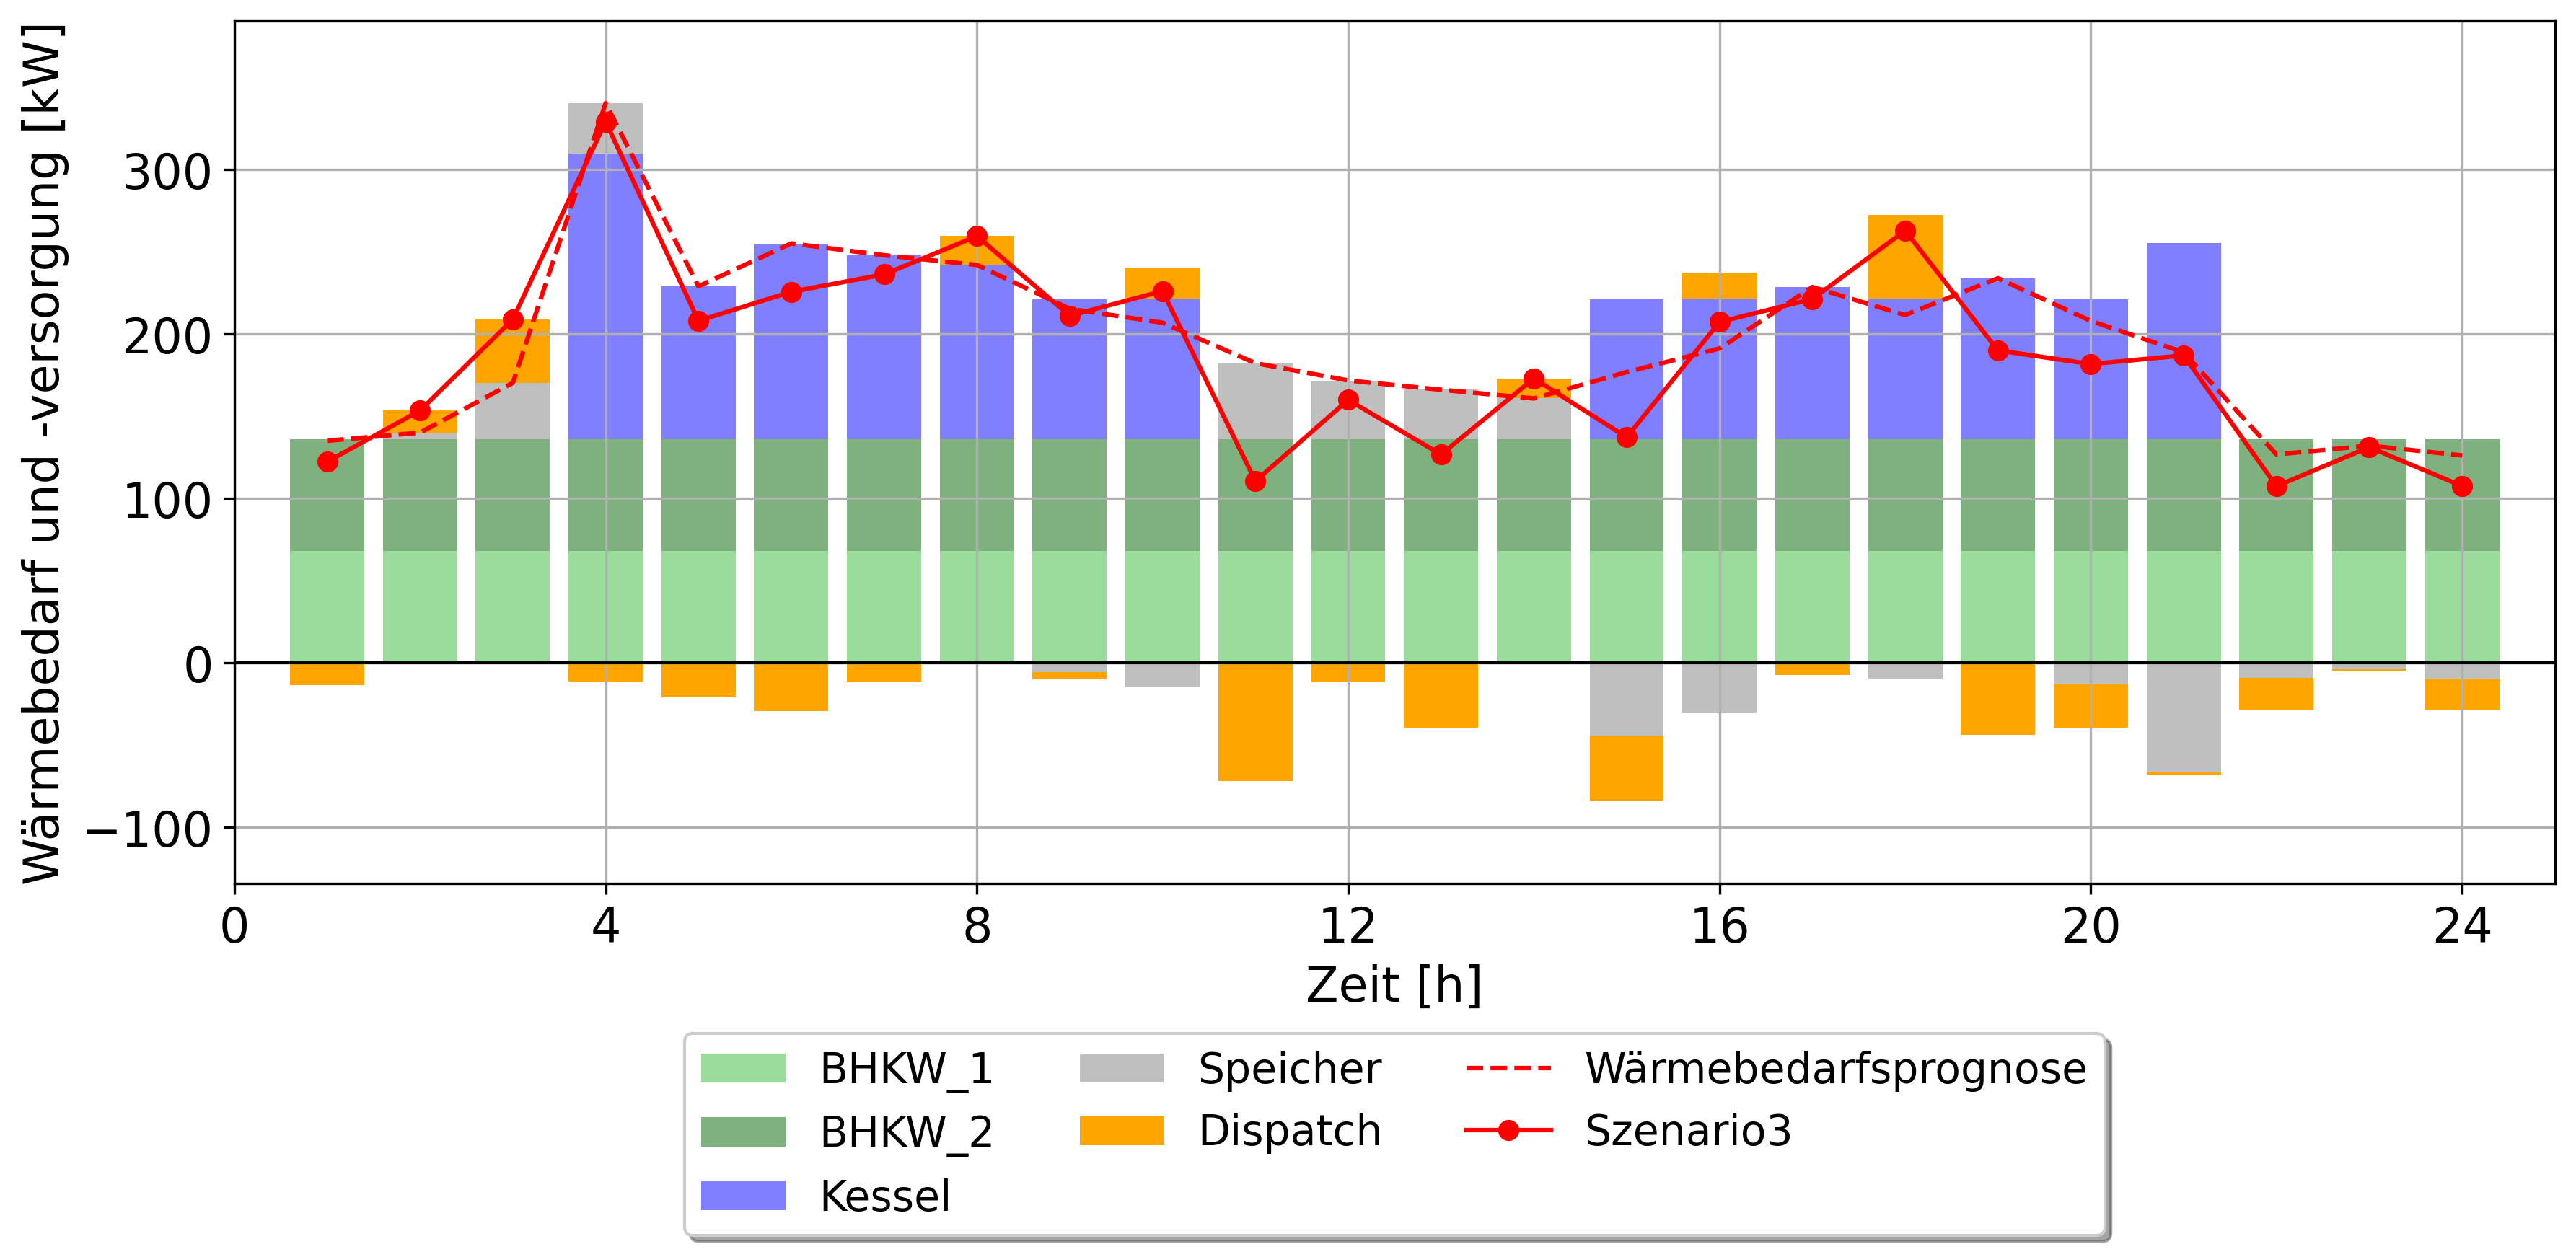 Wärmebedarf und -versorgung [kW]
300
200
100
0
−100
0 4 8 12 16 20 24
Zeit [h]
BHKW_1 Speicher Wärmebedarfsprognose
BHKW_2 Dispatch Szenario3
Kessel